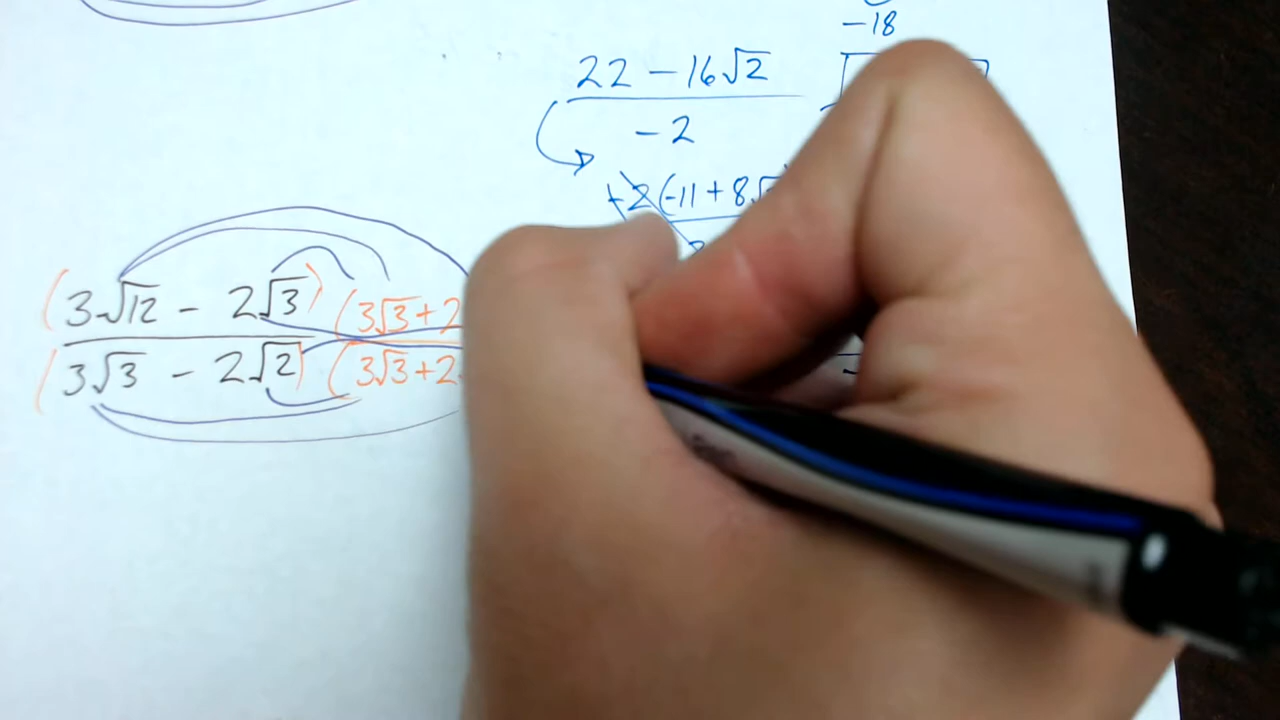 -18
22 - 16√2
-2
-2(-11 + 8√
(3√12 - 2√3) (3√3+2
(3√3 - 2√2) (3√3+2